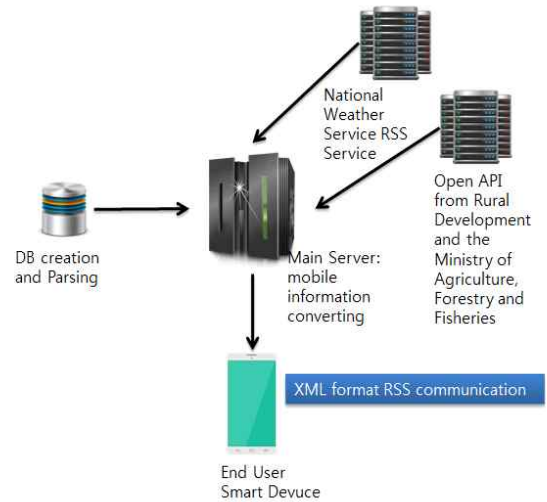 National
Weather
Service RSS
Service
Open API
from Rural
Development
and the
Ministry of
Agriculture,
Forestry and
Fisheries
DB creation
and Parsing
Main Server:
mobile
information
converting
XML format RSS communication
End User
Smart Devuce